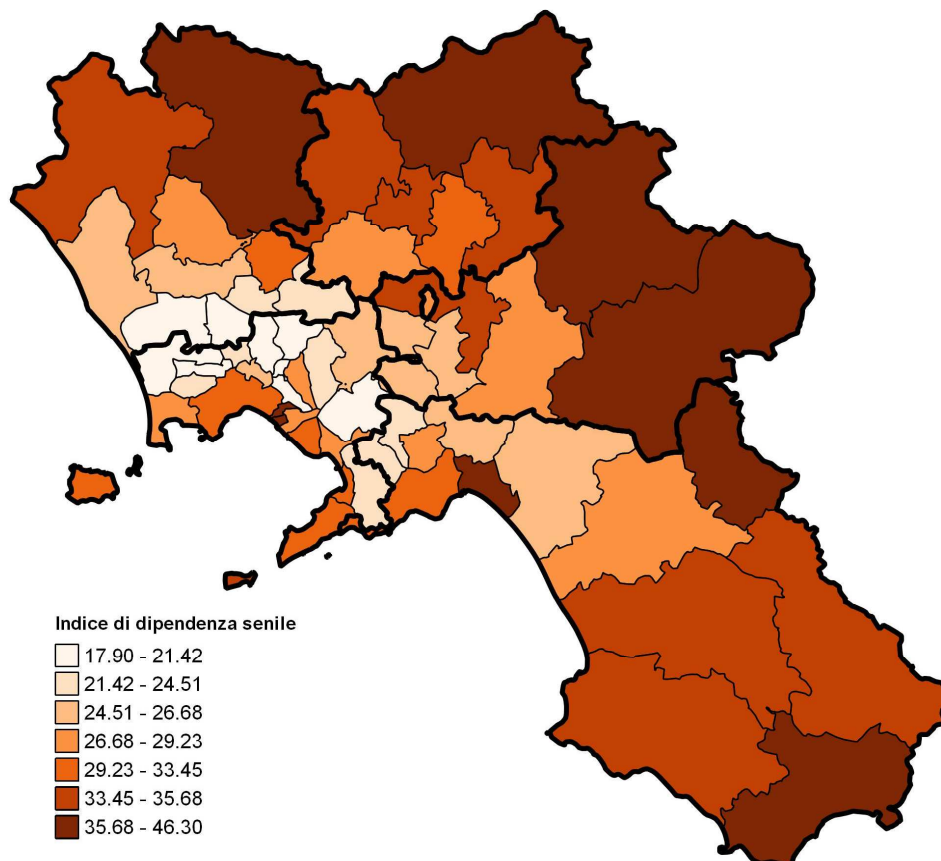 Indice di dipendenza senile
17.90 - 21.42
21.42 - 24.51
24.51 - 26.68
26.68 - 29.23
29.23 - 33.45
33.45 - 35.68
35.68 - 46.30